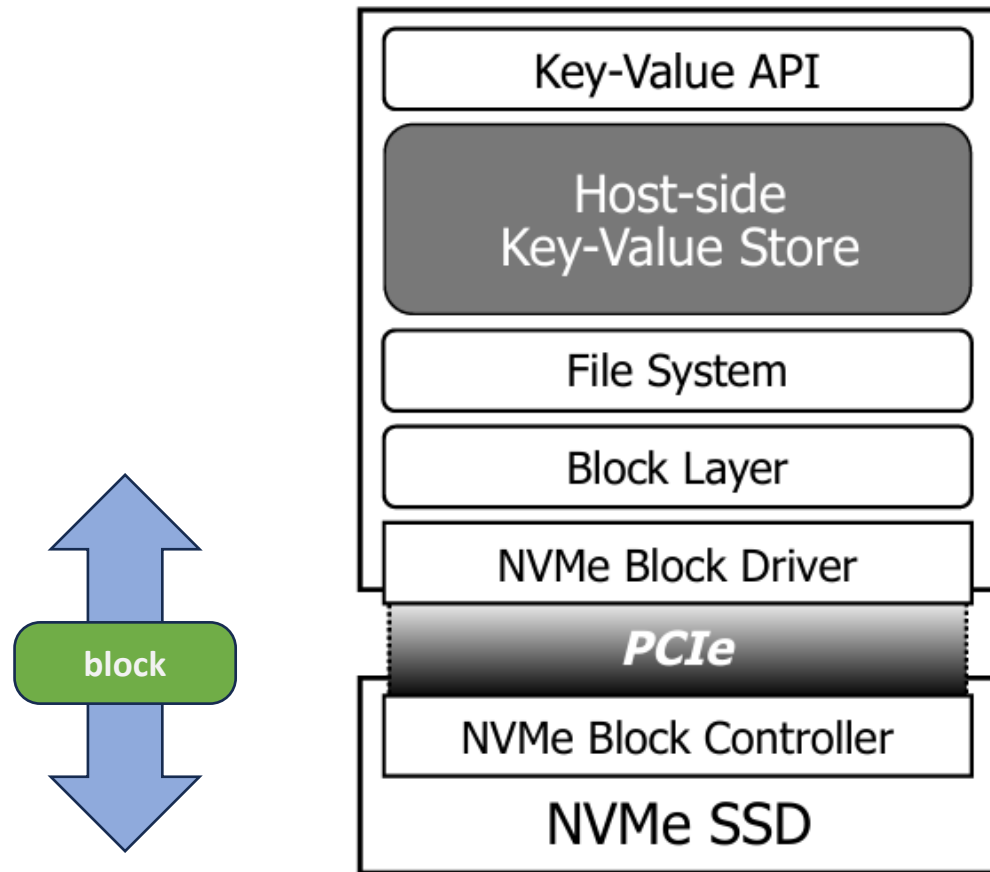 Key-Value API
Host-side
Key-Value Store
File System
Block Layer
NVMe Block Driver
PCIe
block
NVMe Block Controller
NVMe SSD